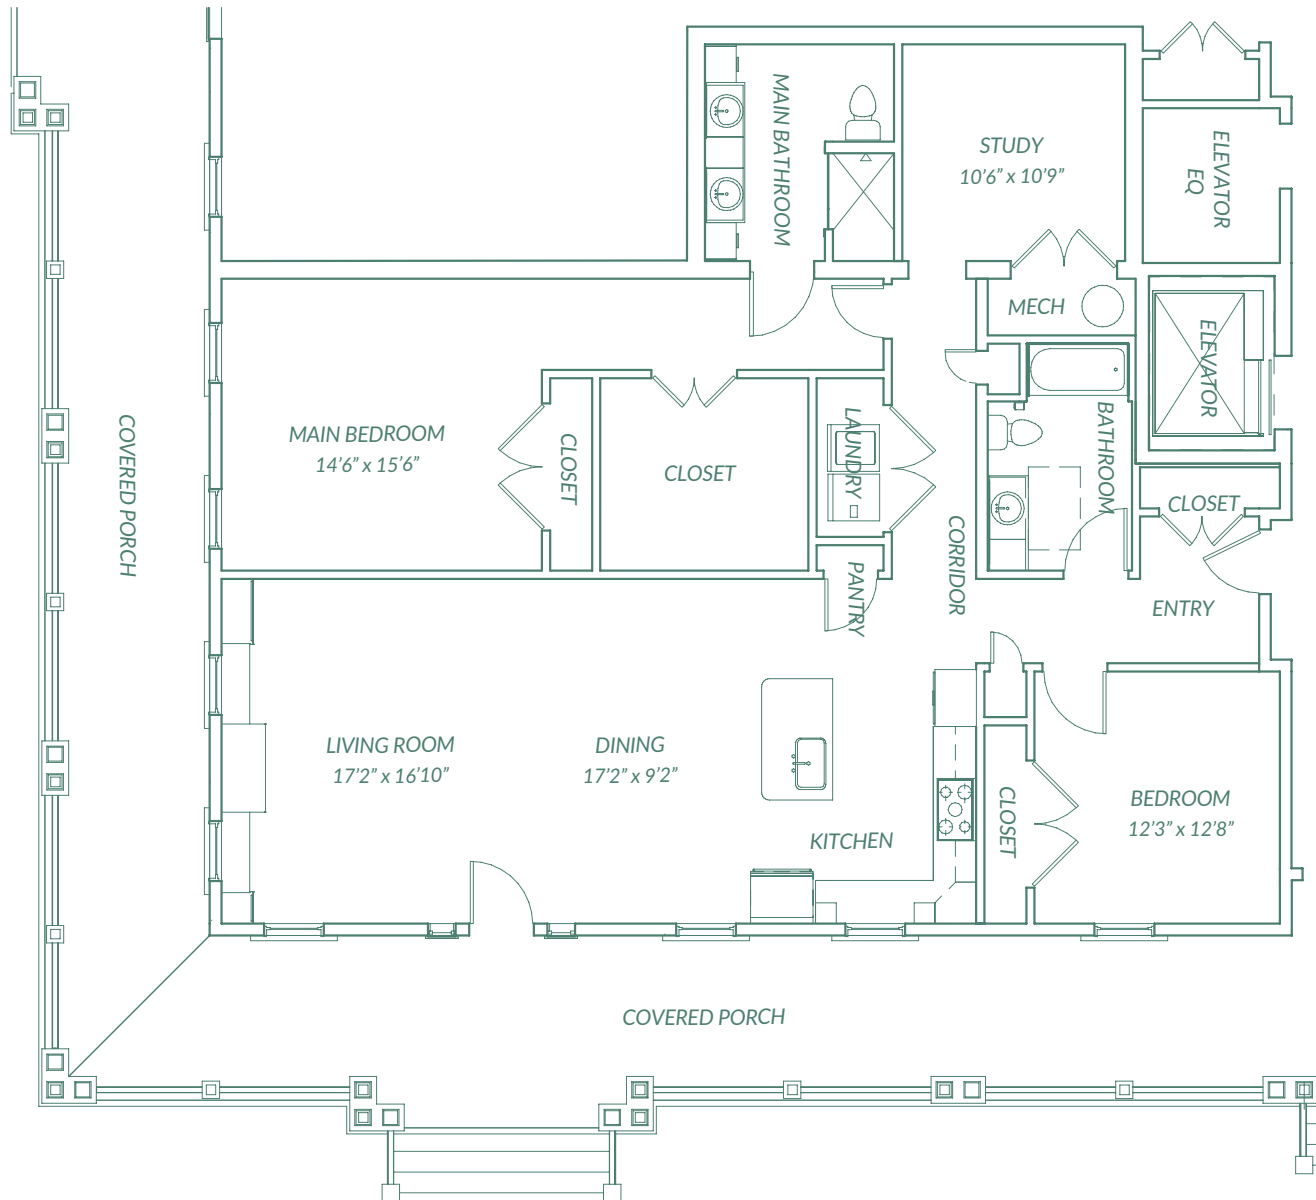 MAIN BATHROOM
STUDY
10'6” x 10'9”
ELEVATOR
EQ
MECH
ELEVATOR
COVERED PORCH
MAIN BEDROOM
14'6” x 15'6”
CLOSET
CLOSET
LAUNDRY
BATHROOM
CLOSET
CORRIDOR
PANTRY
ENTRY
LIVING ROOM
17'2” x 16'10”
DINING
17'2” x 9'2”
KITCHEN
CLOSET
BEDROOM
12'3” x 12'8”
COVERED PORCH